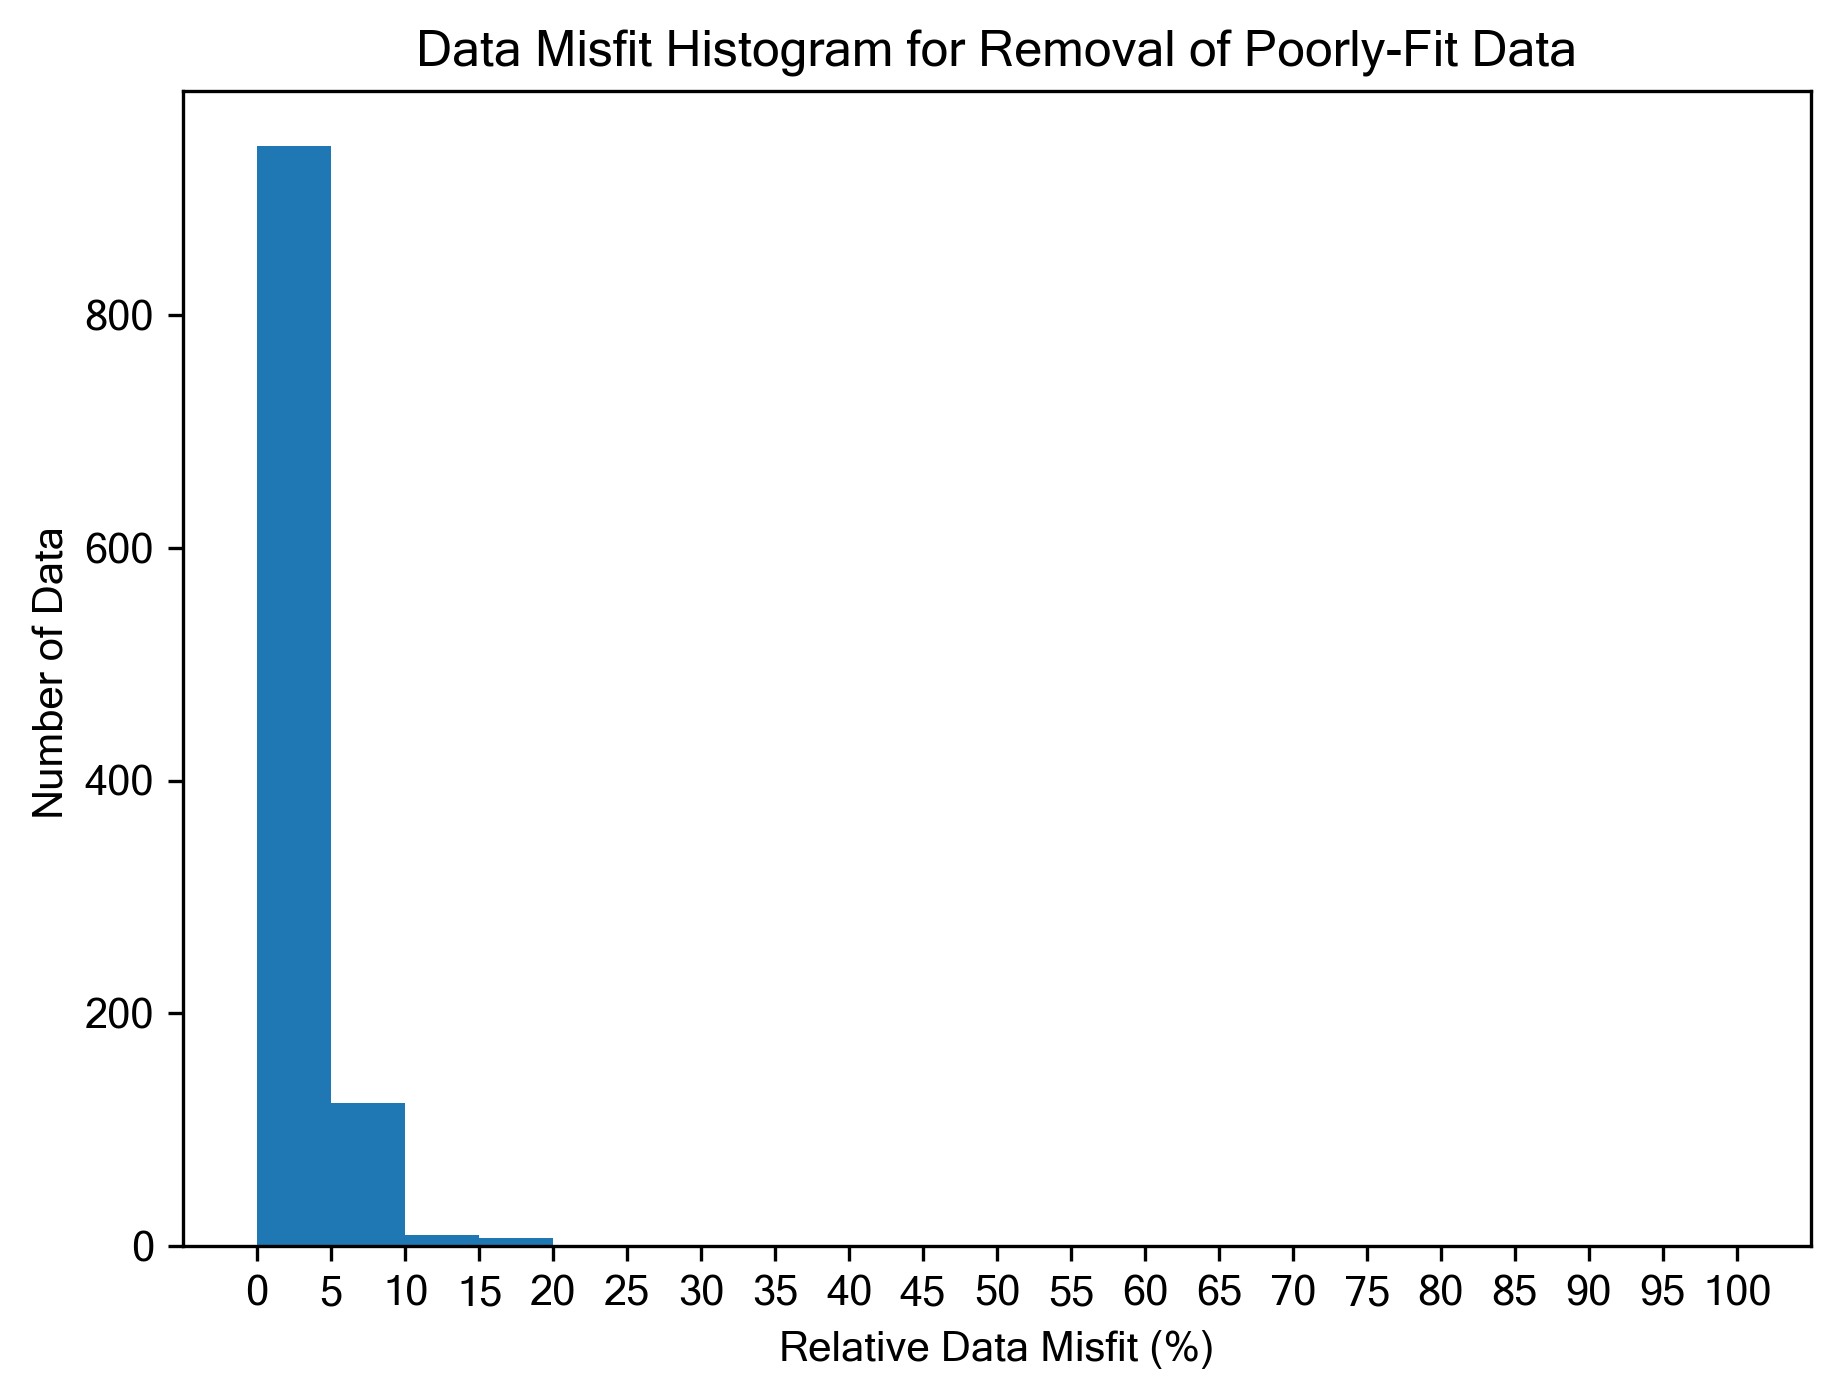 Data Misfit Histogram for Removal of Poorly-Fit Data
Number of Data
800
600
400
200
0
0 5 10 15 20 25 30 35 40 45 50 55 60 65 70 75 80 85 90 95 100
Relative Data Misfit (%)